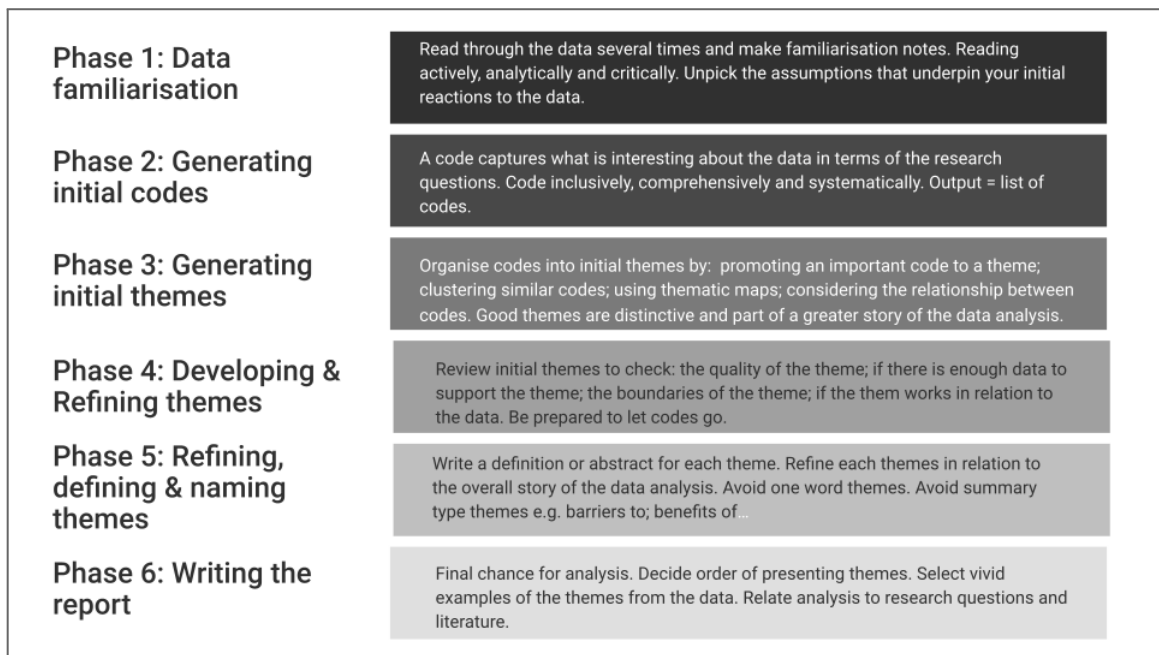 Phase 1: Data
familiarisation
Read through the data several times and make familiarisation notes. Reading
actively, analytically and critically. Unpick the assumptions that underpin your initial
reactions to the data.
Phase 2: Generating
initial codes
A code captures what is interesting about the data in terms of the research
questions. Code inclusively, comprehensively and systematically. Output = list of
codes.
Phase 3: Generating
initial themes
Organise codes into initial themes by:  promoting an important code to a theme;
clustering similar codes; using thematic maps; considering the relationship between
codes. Good themes are distinctive and part of a greater story of the data analysis.
Phase 4: Developing &
Refining themes
Review initial themes to check: the quality of the theme; if there is enough data to
support the theme; the boundaries of the theme; if the them works in relation to
the data. Be prepared to let codes go.
Phase 5: Refining,
defining & naming
themes
Write a definition or abstract for each theme. Refine each themes in relation to
the overall story of the data analysis. Avoid one word themes. Avoid summary
type themes e.g. barriers to; benefits of...
Phase 6: Writing the
report
Final chance for analysis. Decide order of presenting themes. Select vivid
examples of the themes from the data. Relate analysis to research questions and
literature.